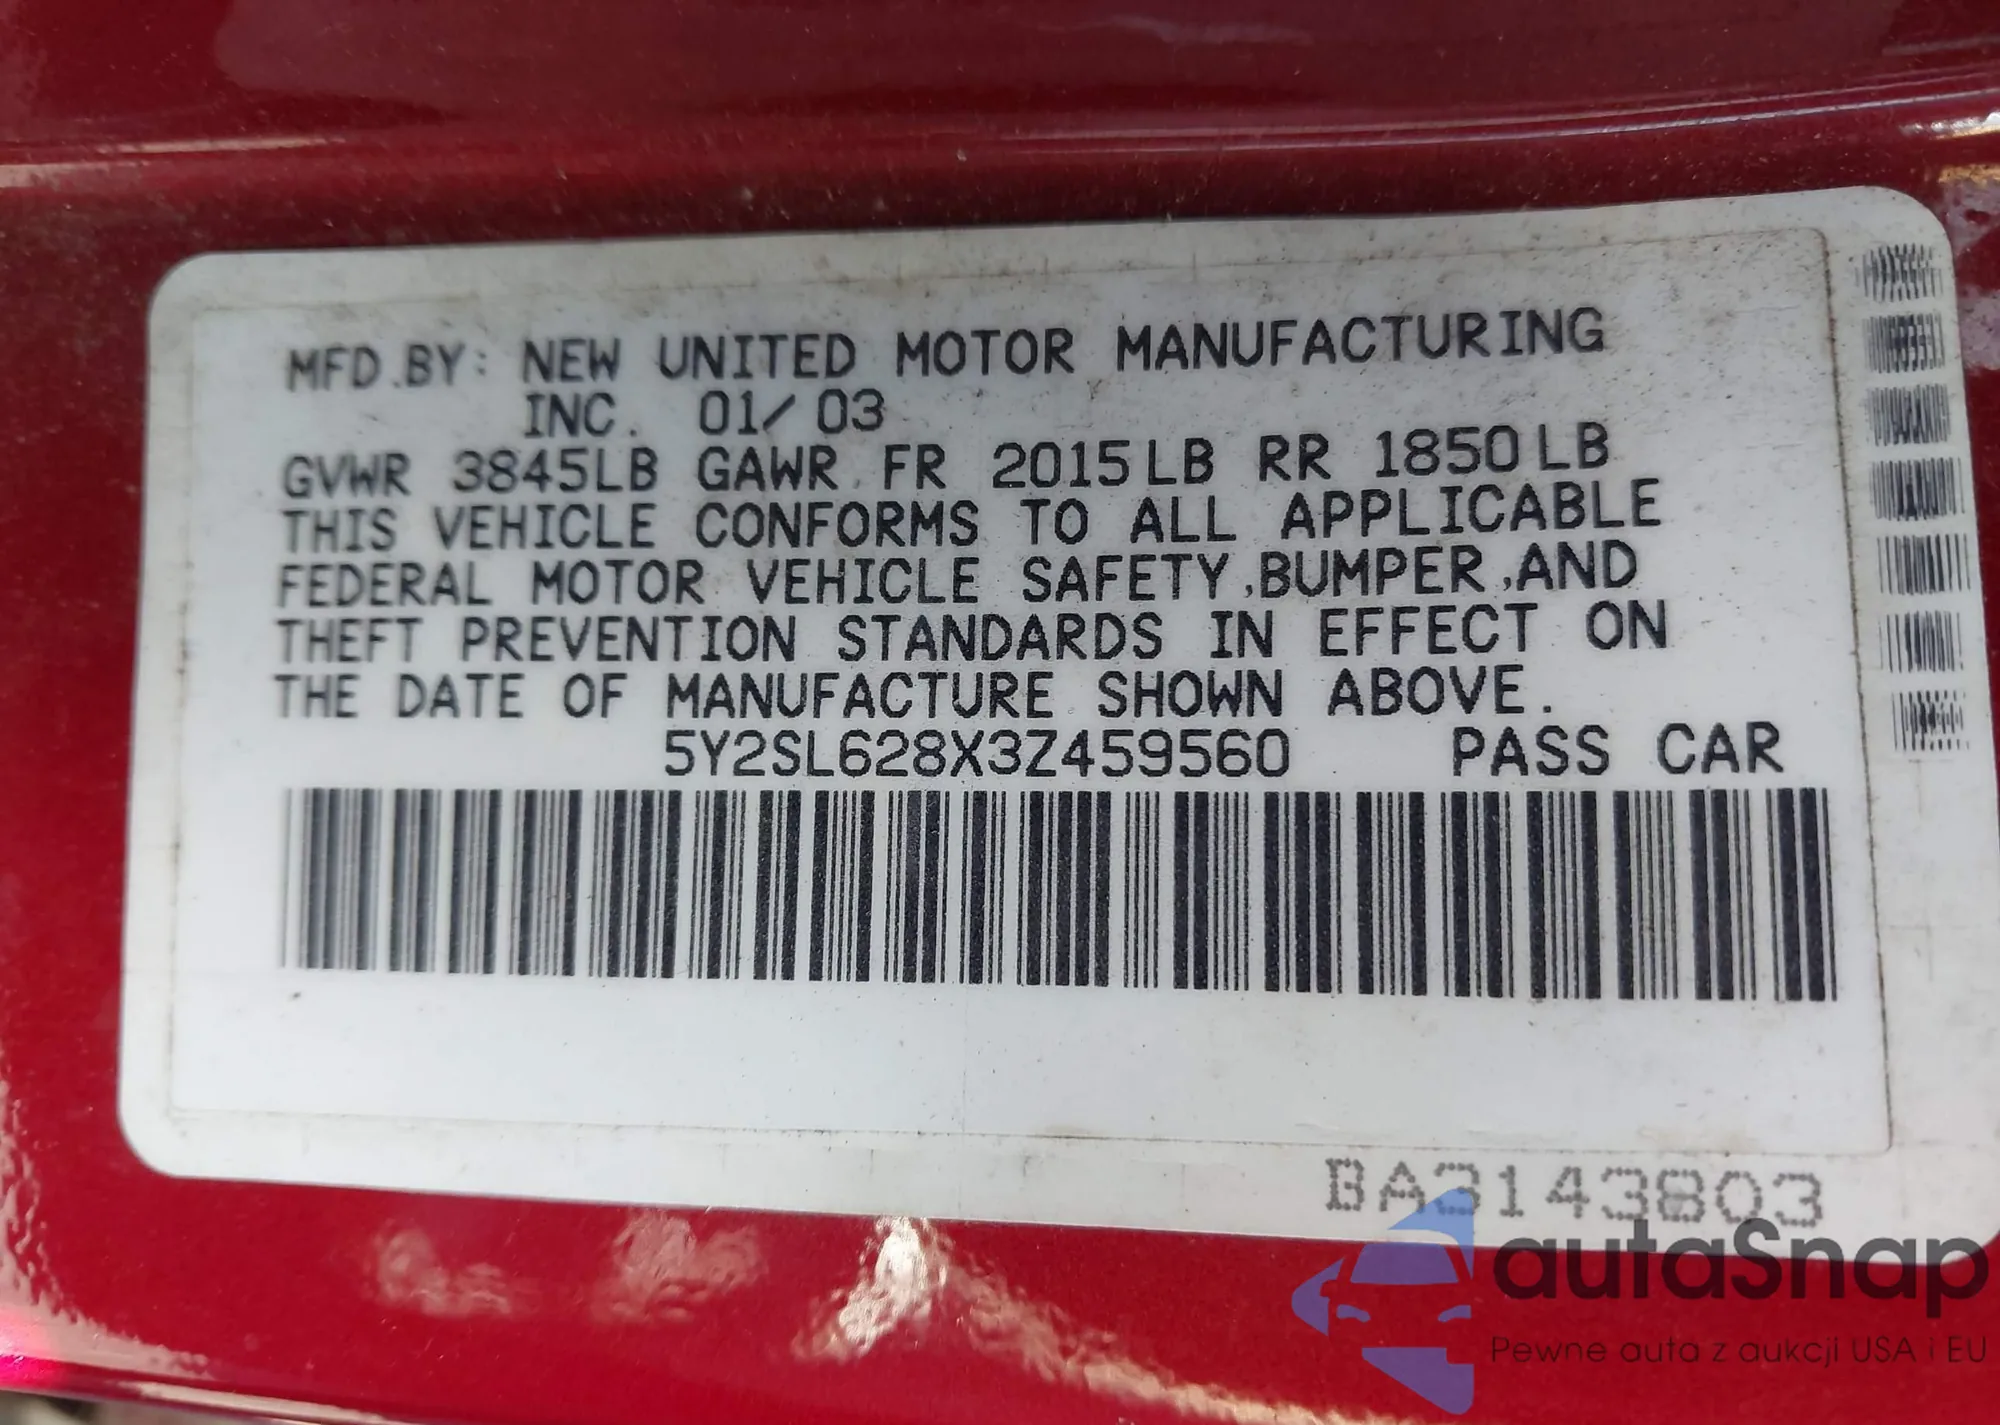 MFD.BY: NEW UNITED MOTOR MANUFACTURING
INC. 01/03
GVWR 3845LB GAWR FR 2015LB RR 1850LB
THIS VEHICLE CONFORMS TO ALL APPLICABLE
FEDERAL MOTOR VEHICLE SAFETY,BUMPER,AND
THEFT PREVENTION STANDARDS IN EFFECT ON
THE DATE OF MANUFACTURE SHOWN ABOVE.
5Y2SL628X3Z459560 PASS CAR
BA3143803
autaSnap
Pewne auta z aukcji USA i EU